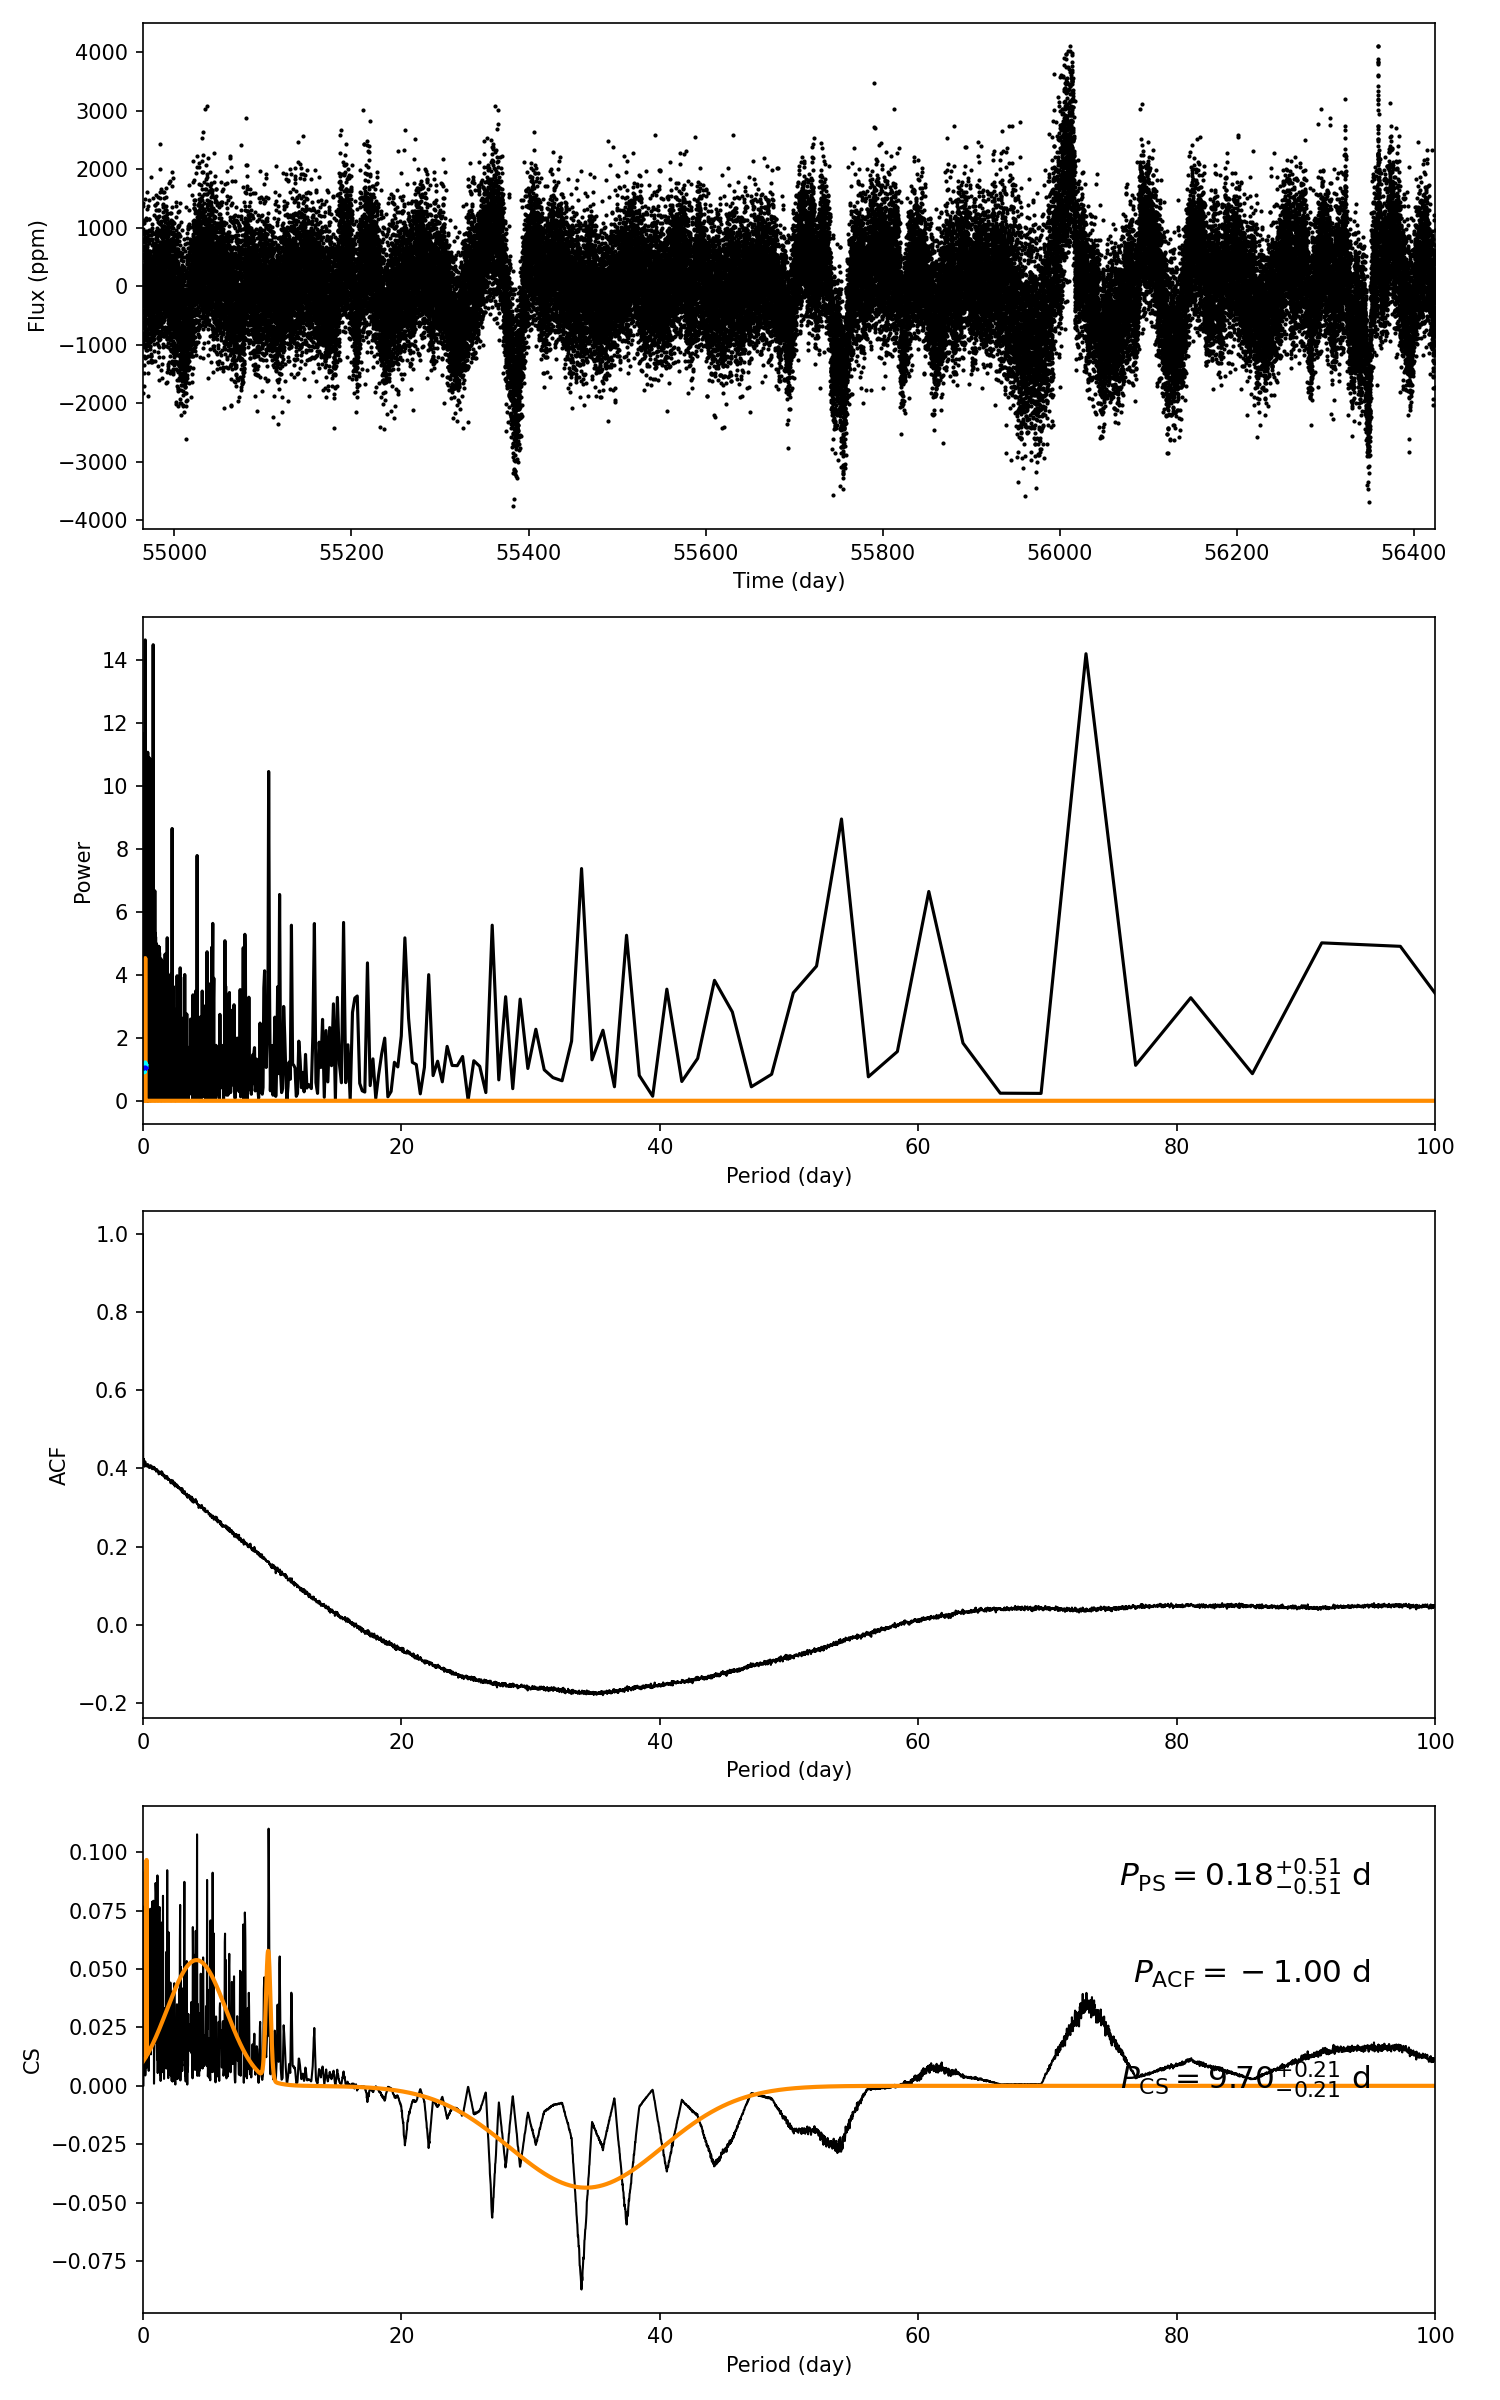 4000
3000
2000
1000
0
−1000
−2000
−3000
−4000
Flux (ppm)
55000 55200 55400 55600 55800 56000 56200 56400
Time (day)
14
12
10
8
6
4
2
0
Power
0 20 40 60 80 100
Period (day)
1.0
0.8
0.6
0.4
0.2
0.0
−0.2
ACF
0 20 40 60 80 100
Period (day)
0.100
0.075
0.050
0.025
0.000
−0.025
−0.050
−0.075
CS
P_PS = 0.18 +0.51 −0.51 d
P_ACF = −1.00 d
P_CS = 9.70 +0.21 −0.21 d
0 20 40 60 80 100
Period (day)